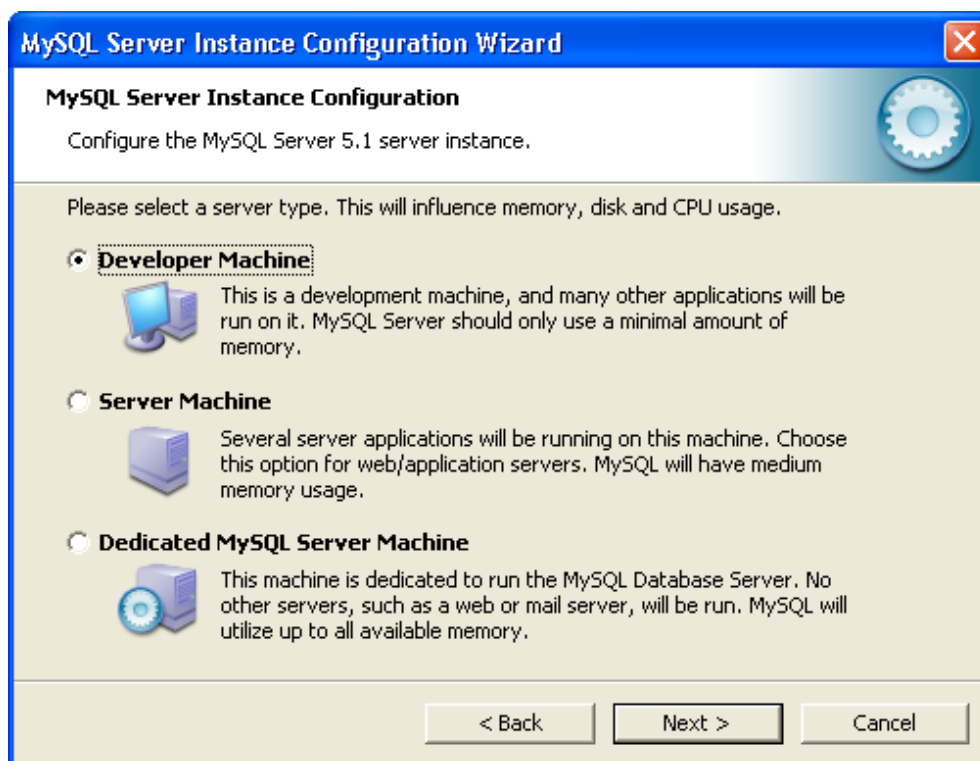 MySQL Server Instance Configuration Wizard
MySQL Server Instance Configuration
Configure the MySQL Server 5.1 server instance.
Please select a server type. This will influence memory, disk and CPU usage.
Developer Machine
This is a development machine, and many other applications will be
run on it. MySQL Server should only use a minimal amount of
memory.
Server Machine
Several server applications will be running on this machine. Choose
this option for web/application servers. MySQL will have medium
memory usage.
Dedicated MySQL Server Machine
This machine is dedicated to run the MySQL Database Server. No
other servers, such as a web or mail server, will be run. MySQL will
utilize up to all available memory.
< Back
Next >
Cancel